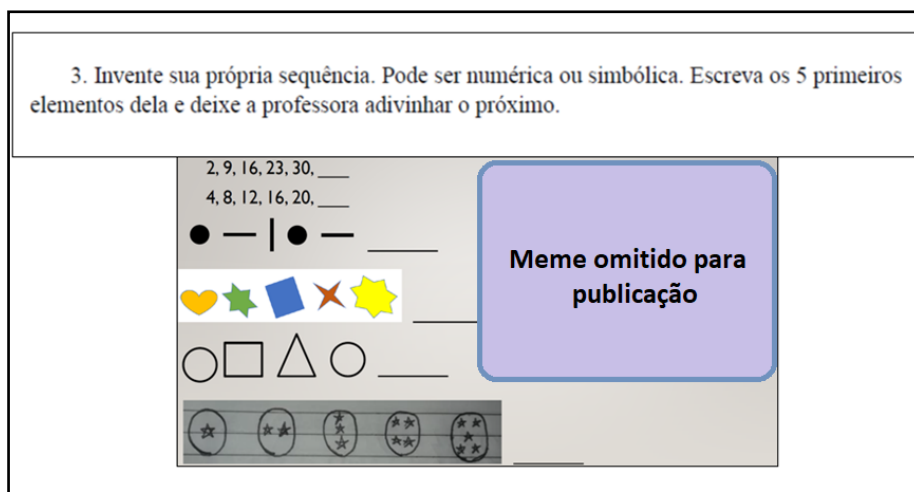 3. Invente sua própria sequência. Pode ser numérica ou simbólica. Escreva os 5 primeiros
elementos dela e deixe a professora adivinhar o próximo.
2, 9, 16, 23, 30, ___
4, 8, 12, 16, 20, ___
Meme omitido para
publicação